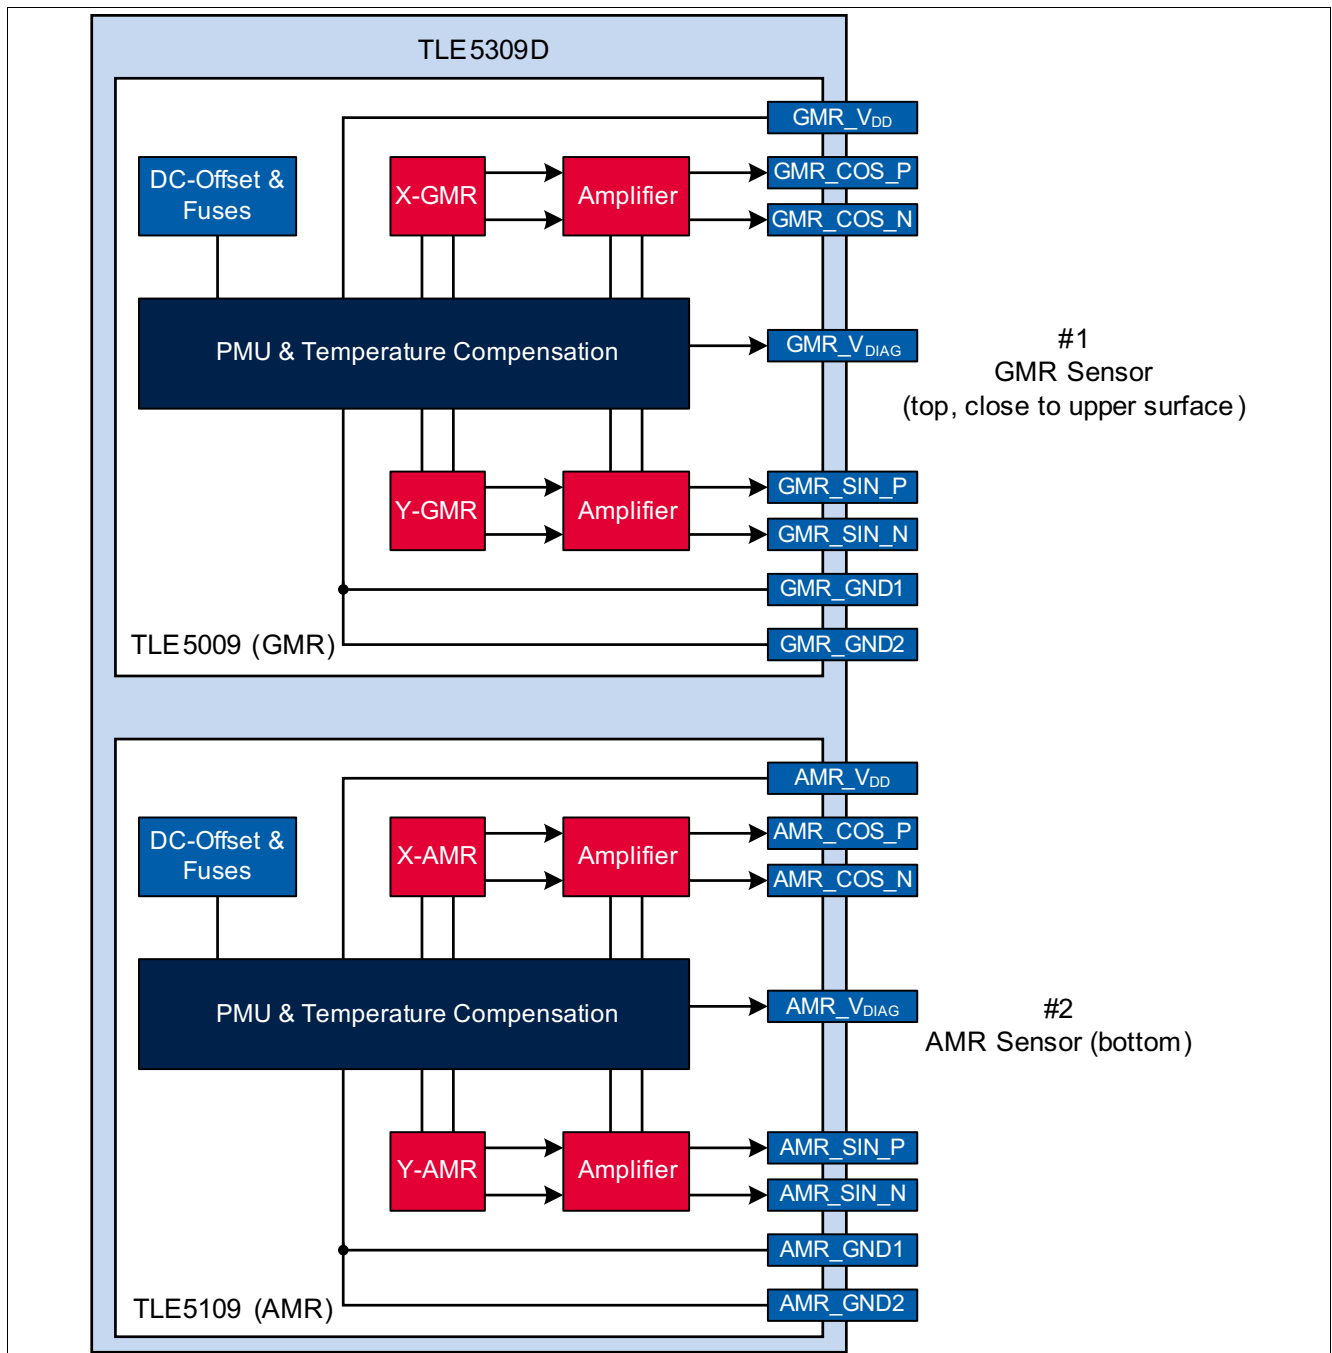 TLE5309D
GMR_VDD
DC-Offset &
Fuses
X-GMR
Amplifier
GMR_COS_P
GMR_COS_N
PMU & Temperature Compensation
GMR_VDIAG
#1
GMR Sensor
(top, close to upper surface)
Y-GMR
Amplifier
GMR_SIN_P
GMR_SIN_N
GMR_GND1
TLE5009 (GMR)
GMR_GND2
AMR_VDD
DC-Offset &
Fuses
X-AMR
Amplifier
AMR_COS_P
AMR_COS_N
PMU & Temperature Compensation
AMR_VDIAG
#2
AMR Sensor (bottom)
Y-AMR
Amplifier
AMR_SIN_P
AMR_SIN_N
AMR_GND1
TLE5109 (AMR)
AMR_GND2